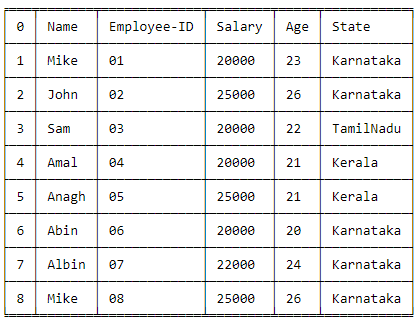 0 Name Employee-ID Salary Age State
1 Mike 01 20000 23 Karnataka
2 John 02 25000 26 Karnataka
3 Sam 03 20000 22 TamilNadu
4 Amal 04 20000 21 Kerala
5 Anagh 05 25000 21 Kerala
6 Abin 06 20000 20 Karnataka
7 Albin 07 22000 24 Karnataka
8 Mike 08 25000 26 Karnataka